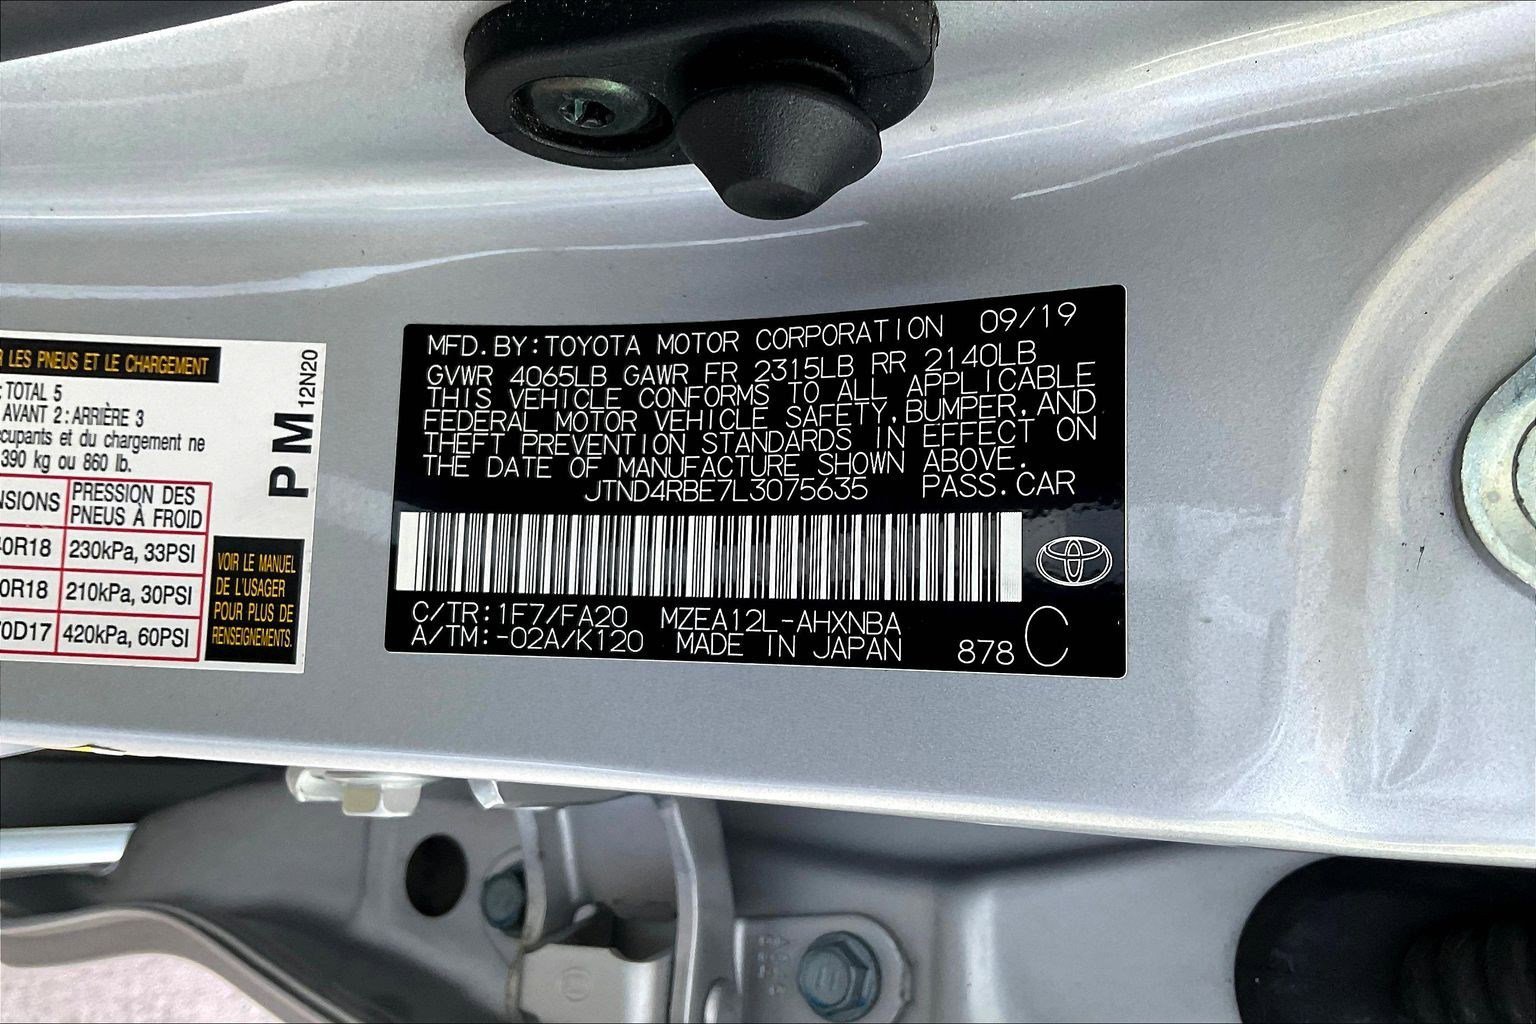 LES PNEUS ET LE CHARGEMENT
: TOTAL 5
AVANT 2: ARRIÈRE 3
et du chargement ne
390 kg ou 860 lb.
PRESSION DES
PNEUS À FROID
0R18 230kPa, 33PSI
0R18 210kPa, 30PSI
0D17 420kPa, 60PSI
PM 12N20
VOIR LE MANUEL
DE L'USAGER
POUR PLUS DE
RENSEIGNEMENTS.
MFD.BY:TOYOTA MOTOR CORPORATION 09/19
GVWR 4065LB GAWR FR 2315LB RR 2140LB
THIS VEHICLE CONFORMS TO ALL APPLICABLE
FEDERAL MOTOR VEHICLE SAFETY,BUMPER,AND
THEFT PREVENTION STANDARDS IN EFFECT ON
THE DATE OF MANUFACTURE SHOWN ABOVE.
JTND4RBE7L3075635 PASS.CAR
C/TR:1F7/FA20 MZEA12L-AHXNBA
A/TM:-02A/K120 MADE IN JAPAN 878 C